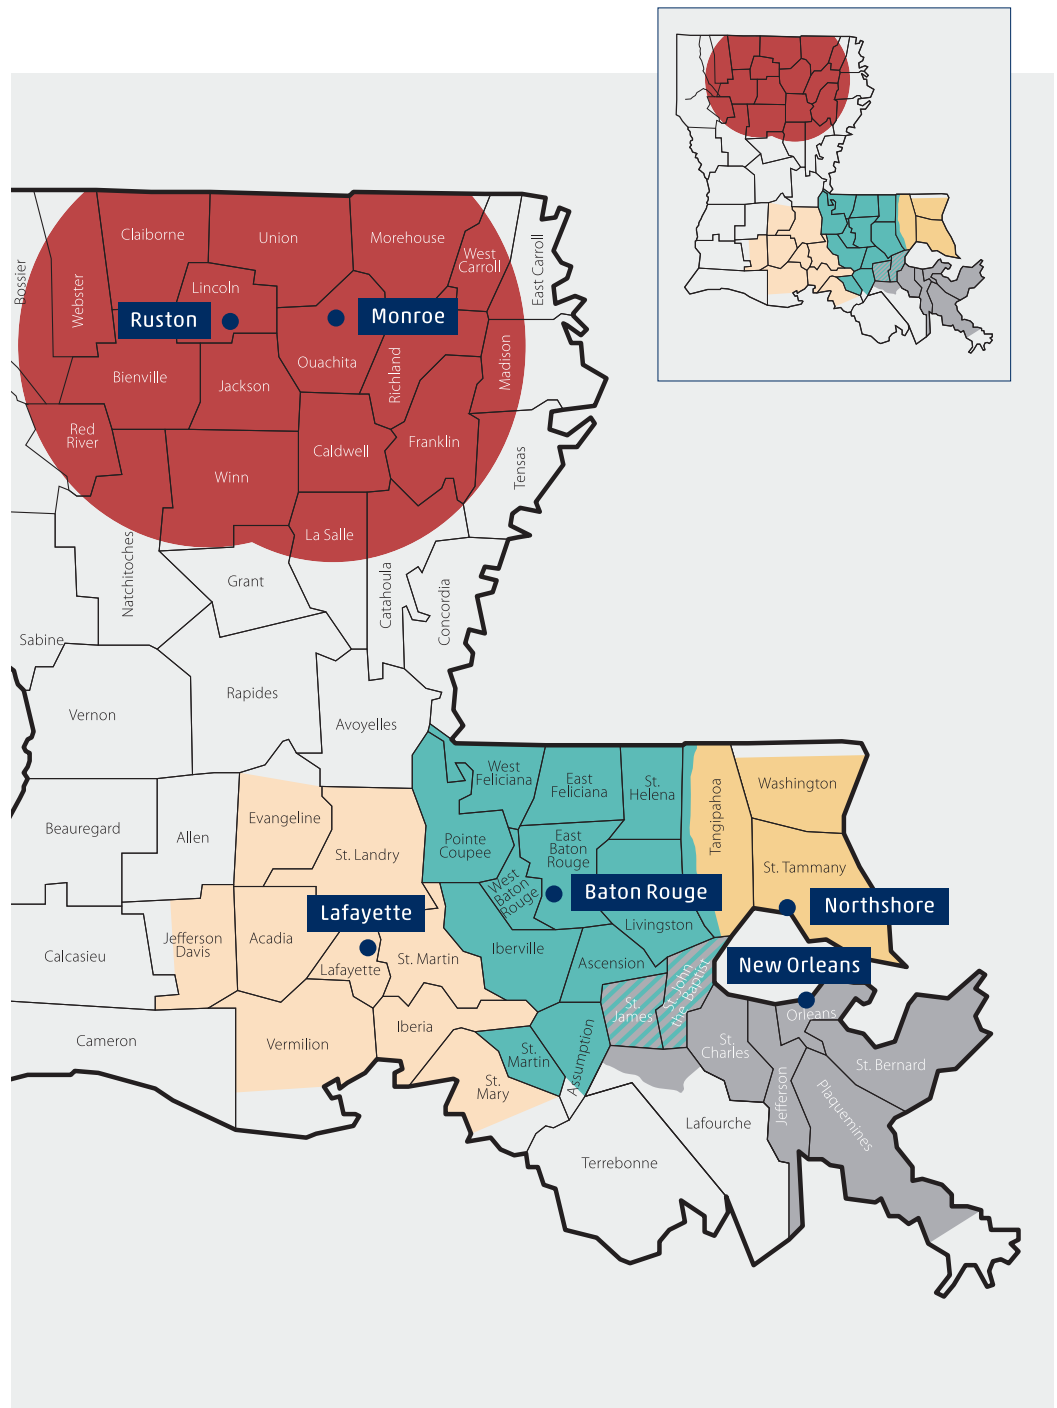 Claiborne
Union
Morehouse
West
Carroll
East Carroll
Bossier
Webster
Lincoln
Ruston
Monroe
Ouachita
Richland
Madison
Bienville
Jackson
Red
River
Caldwell
Franklin
Winn
Tensas
La Salle
Natchitoches
Grant
Catahoula
Concordia
Sabine
Rapides
Vernon
Avoyelles
West
Feliciana
East
Feliciana
St.
Helena
Tangipahoa
Washington
Beauregard
Allen
Evangeline
St. Landry
Pointe
Coupee
East
Baton
Rouge
West
Baton
Rouge
St. Tammany
Baton Rouge
Northshore
Lafayette
Livingston
Calcasieu
Jefferson
Davis
Acadia
Lafayette
St. Martin
Iberville
Ascension
New Orleans
St.
James
St. John
the Baptist
Orleans
Cameron
Vermilion
Iberia
St.
Martin
Assumption
St.
Charles
St. Bernard
St.
Mary
Jefferson
Plaquemines
Lafourche
Terrebonne